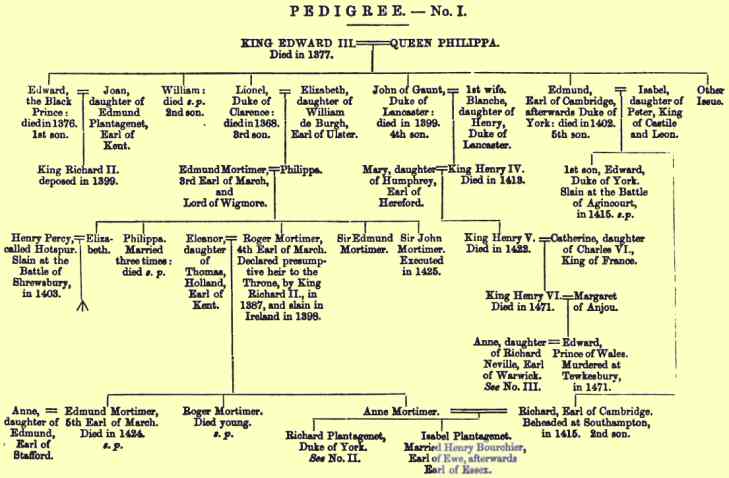 PEDIGREE. — No. I.
KING EDWARD III. QUEEN PHILIPPA.
Died in 1377.
Edward,
the Black
Prince:
died in 1376.
1st son.
Joan,
daughter of
Edmund
Plantagenet,
Earl of
Kent.
William:
died s.p.
2nd son.
Lionel,
Duke of
Clarence:
died in 1368.
3rd son.
Elizabeth,
daughter of
William
de Burgh,
Earl of Ulster.
John of Gaunt,
Duke of
Lancaster:
died in 1399.
4th son.
1st wife.
Blanche,
daughter of
Henry,
Duke of
Lancaster.
Edmund,
Earl of Cambridge,
afterwards Duke of
York: died in 1402.
5th son.
Isabel,
daughter of
Peter, King
of Castile
and Leon.
Other
Issue.
King Richard II.
deposed in 1399.
Edmund Mortimer,
3rd Earl of March,
and
Lord of Wigmore.
Philippa.
Mary, daughter
of Humphrey,
Earl of
Hereford.
King Henry IV.
Died in 1413.
1st son, Edward,
Duke of York.
Slain at the Battle
of Agincourt,
in 1415. s.p.
Henry Percy,
called Hotspur.
Slain at the
Battle of
Shrewsbury,
in 1403.
Eliza-
beth.
Philippa.
Married
three times:
died s. p.
Eleanor,
daughter
of
Thomas,
Holland,
Earl of
Kent.
Roger Mortimer,
4th Earl of March.
Declared presump-
tive heir to the
Throne, by King
Richard II., in
1387, and slain in
Ireland in 1398.
Sir Edmund
Mortimer.
Sir John
Mortimer.
Executed
in 1425.
King Henry V.
Died in 1422.
Catherine, daughter
of Charles VI.,
King of France.
King Henry VI.
Died in 1471.
Margaret
of Anjou.
Anne, daughter
of Richard
Neville, Earl
of Warwick.
See No. III.
Edward,
Prince of Wales.
Murdered at
Tewkesbury,
in 1471.
Anne,
daughter of
Edmund,
Earl of
Stafford.
Edmund Mortimer,
5th Earl of March.
Died in 1424.
s. p.
Roger Mortimer.
Died young.
s. p.
Anne Mortimer.
Richard, Earl of Cambridge.
Beheaded at Southampton,
in 1415. 2nd son.
Richard Plantagenet,
Duke of York.
See No. II.
Isabel Plantagenet.
Married Henry Bourchier,
Earl of Ewe, afterwards
Earl of Essex.